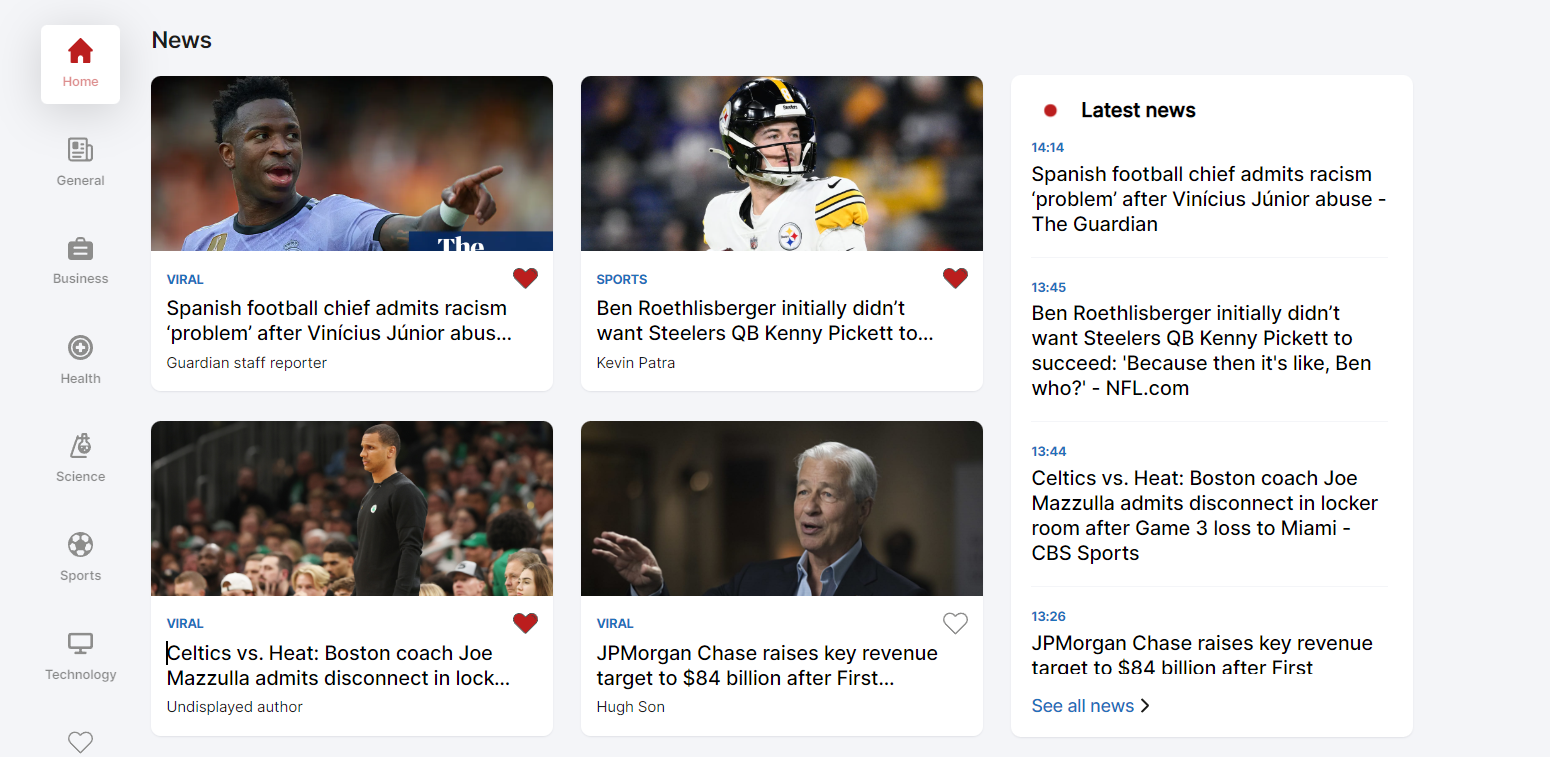 Home
General
Business
Health
Science
Sports
Technology
News
The
VIRAL
Spanish football chief admits racism
‘problem’ after Vinícius Júnior abus...
Guardian staff reporter
Steelers
SPORTS
Ben Roethlisberger initially didn’t
want Steelers QB Kenny Pickett to...
Kevin Patra
VIRAL
Celtics vs. Heat: Boston coach Joe
Mazzulla admits disconnect in lock...
Undisplayed author
VIRAL
JPMorgan Chase raises key revenue
target to $84 billion after First...
Hugh Son
Latest news
14:14
Spanish football chief admits racism
‘problem’ after Vinícius Júnior abuse -
The Guardian
13:45
Ben Roethlisberger initially didn’t
want Steelers QB Kenny Pickett to
succeed: 'Because then it's like, Ben
who?' - NFL.com
13:44
Celtics vs. Heat: Boston coach Joe
Mazzulla admits disconnect in locker
room after Game 3 loss to Miami -
CBS Sports
13:26
JPMorgan Chase raises key revenue
target to $84 billion after First
See all news